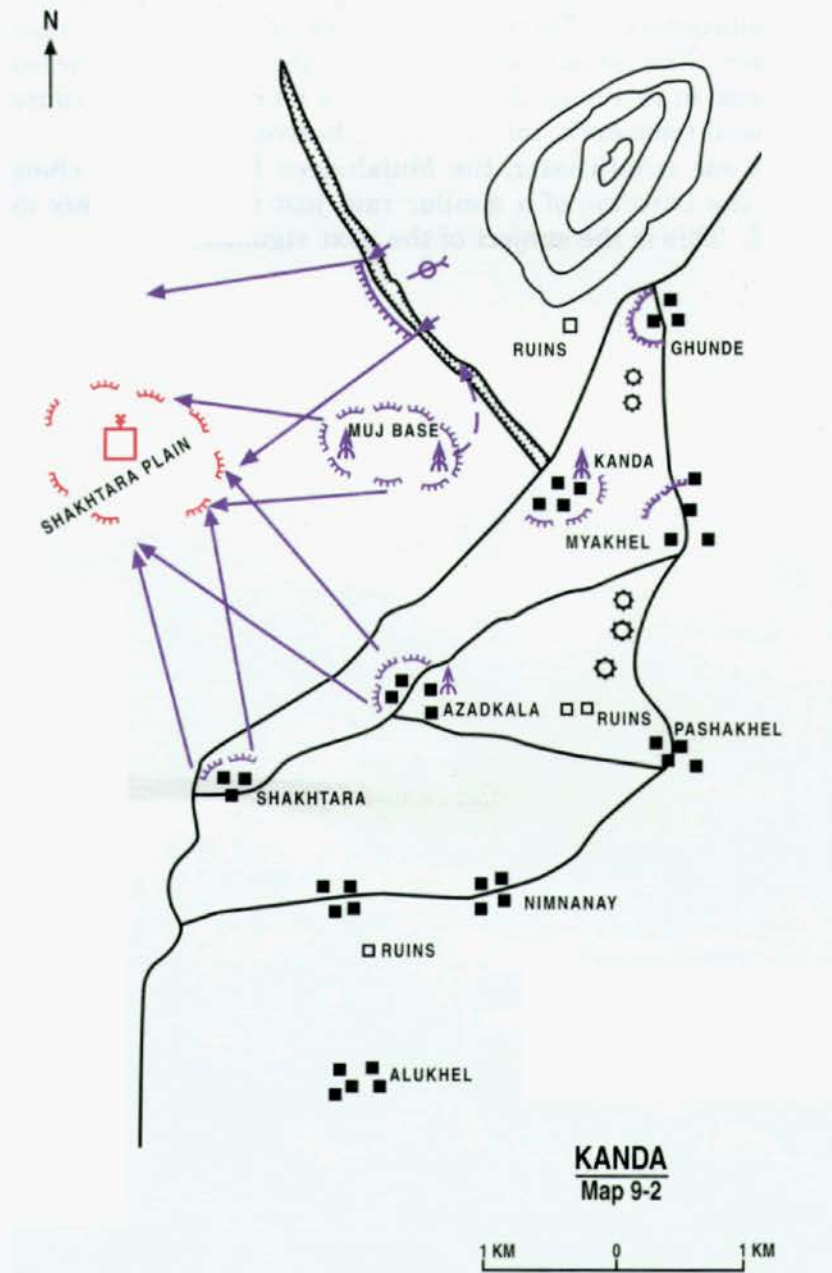 N
RUINS
GHUNDE
MUJ BASE
KANDA
SHAKHTARA PLAIN
MYAKHEL
AZADKALA
RUINS
PASHAKHEL
SHAKHTARA
NIMNANAY
RUINS
ALUKHEL
KANDA
Map 9-2
1 KM 0 1 KM